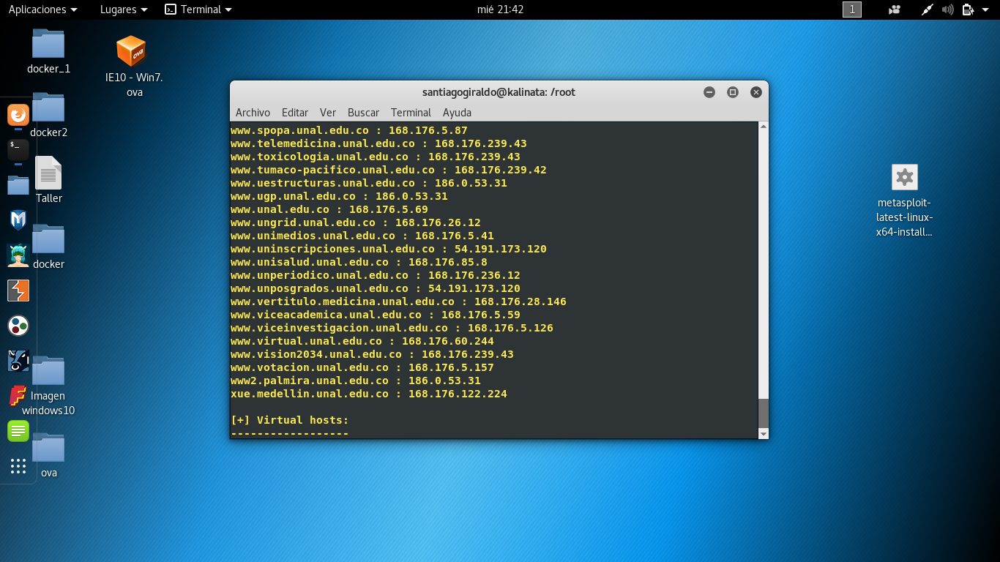 Aplicaciones Lugares Terminal mié 21:42 1
docker_1
IE10 - Win7.
ova
docker2
Taller
docker
Imagen
windows10
ova
metasploit-
latest-linux-
x64-install...
santiagogiraldo@kalinata: /root
Archivo Editar Ver Buscar Terminal Ayuda
www.spopa.unal.edu.co : 168.176.5.87
www.telemedicina.unal.edu.co : 168.176.239.43
www.toxicologia.unal.edu.co : 168.176.239.43
www.tumaco-pacifico.unal.edu.co : 168.176.239.42
www.uestructuras.unal.edu.co : 186.0.53.31
www.ugp.unal.edu.co : 186.0.53.31
www.unal.edu.co : 168.176.5.69
www.ungrid.unal.edu.co : 168.176.26.12
www.unimedios.unal.edu.co : 168.176.5.41
www.uninscripciones.unal.edu.co : 54.191.173.120
www.unisalud.unal.edu.co : 168.176.85.8
www.unperiodico.unal.edu.co : 168.176.236.12
www.unposgrados.unal.edu.co : 54.191.173.120
www.vertitulo.medicina.unal.edu.co : 168.176.28.146
www.viceacademica.unal.edu.co : 168.176.5.59
www.viceinvestigacion.unal.edu.co : 168.176.5.126
www.virtual.unal.edu.co : 168.176.60.244
www.vision2034.unal.edu.co : 168.176.239.43
www.votacion.unal.edu.co : 168.176.5.157
www2.palmira.unal.edu.co : 186.0.53.31
xue.medellin.unal.edu.co : 168.176.122.224
[+] Virtual hosts:
------------------